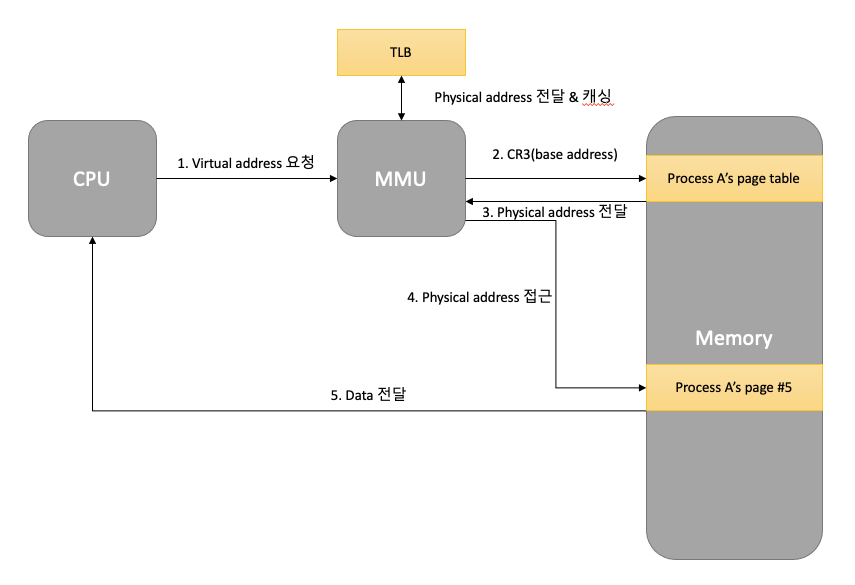 TLB
Physical address 전달 & 캐싱
CPU
1. Virtual address 요청
MMU
2. CR3(base address)
Process A's page table
3. Physical address 전달
4. Physical address 접근
Memory
Process A's page #5
5. Data 전달